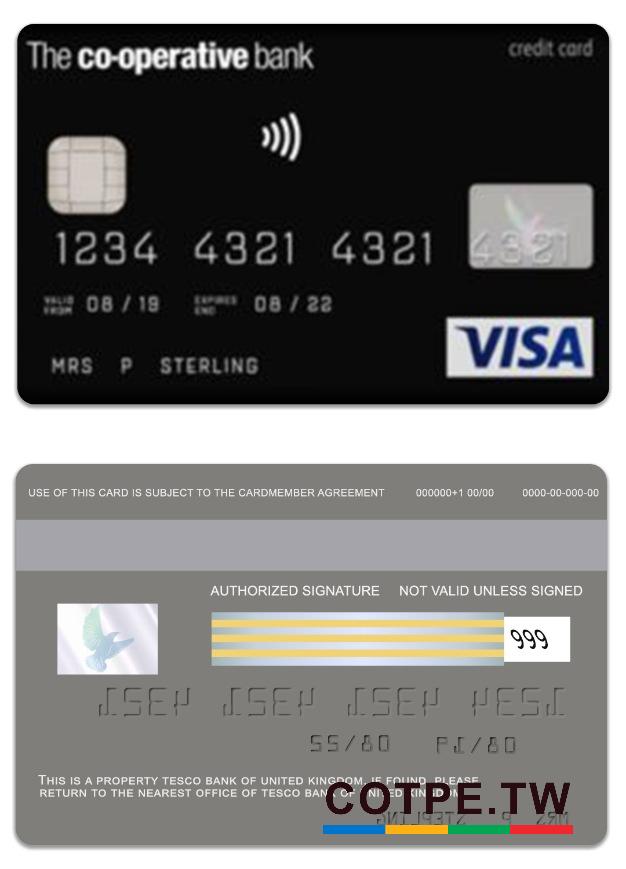 The co-operative bank
credit card
1234 4321 4321 4321
VALID FROM 08 / 19 EXPIRES END 08 / 22
MRS P STERLING
VISA
USE OF THIS CARD IS SUBJECT TO THE CARDMEMBER AGREEMENT 000000+1 00/00 0000-00-000-00
AUTHORIZED SIGNATURE NOT VALID UNLESS SIGNED
999
THIS IS A PROPERTY TESCO BANK OF UNITED KINGDOM. IF FOUND, PLEASE
RETURN TO THE NEAREST OFFICE OF TESCO BANK OF UNITED KINGDOM
COTPE.TW